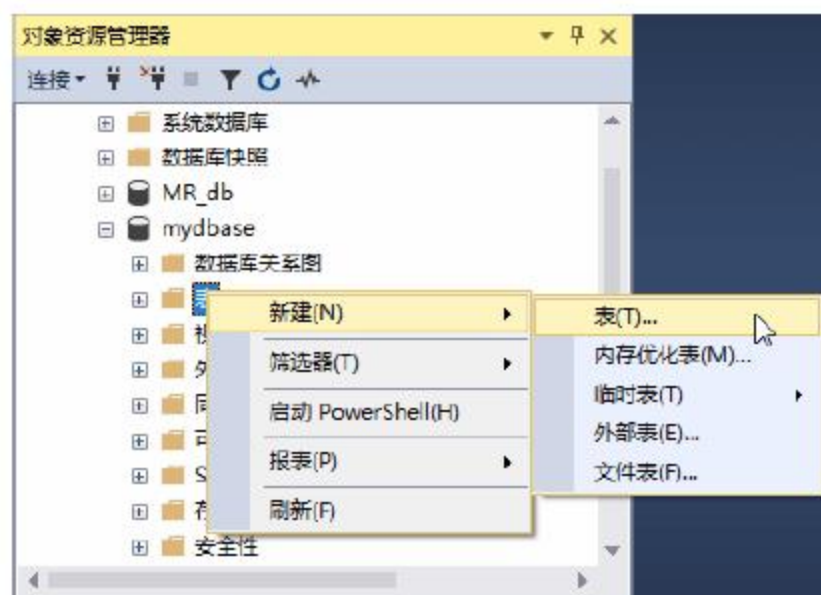 对象资源管理器
连接
系统数据库
数据库快照
MR_db
mydbase
数据库关系图
新建(N)
表(T)...
筛选器(T)
内存优化表(M)...
启动 PowerShell(H)
临时表(T)
外部表(E)...
报表(P)
文件表(F)...
S
刷新(F)
安全性